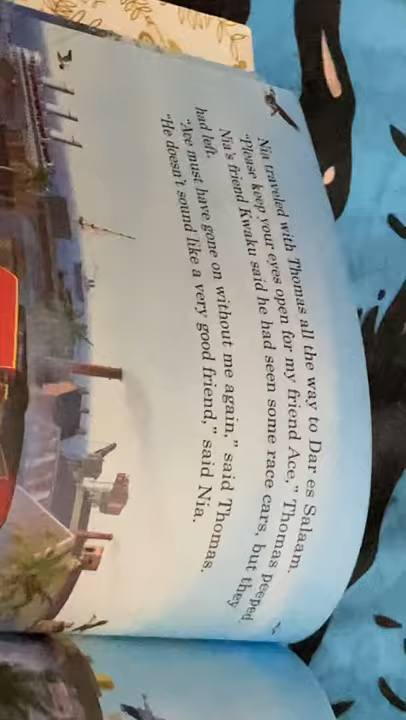 Nia traveled with Thomas all the way to Dar es Salaam.
"Please keep your eyes open for my friend Ace," Thomas peeped.
Nia's friend Kwaku said he had seen some race cars, but they
had left.
"Ace must have gone on without me again," said Thomas.
"He doesn't sound like a very good friend," said Nia.